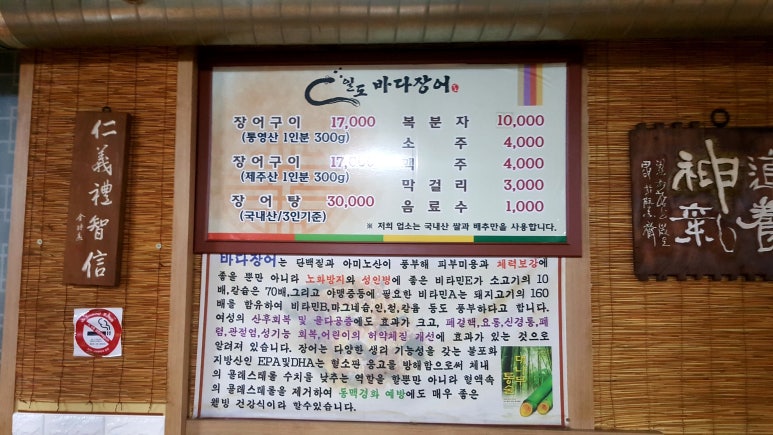 仁義禮智信
일도 바다장어
장어구이 17,000
(통영산 1인분 300g)
장어구이
(제주산 1인분 300g)
장어탕 30,000
(국내산/3인기준)
복분자 10,000
소주 4,000
맥주 4,000
막걸리 3,000
음료수 1,000
※ 저희 업소는 국내산 쌀과 배추만을 사용합니다.
바다장어는 단백질과 아미노산이 풍부해 피부미용과 체력보강에
좋을 뿐만 아니라 노화방지와 성인병에 좋은 비타민E가 소고기의 10
배,칼슘은 70배,그리고 야맹증등에 필요한 비타민A는 돼지고기의 160
배를 함유하여 비타민B,마그네슘,인,철,칼륨 등도 풍부하다고 합니다.
여성의 산후회복 및 골다공증에도 효과가 크고, 폐결핵,요통,신경통,폐
렴,관절염,성기능 회복,어린이의 허약체질 개선에 효과가 있는 것으로
알려져 있습니다. 장어는 다양한 생리 기능성을 갖는 불포화
지방산인 EPA및DHA는 혈소판 응고를 방해함으로써 체내
의 콜레스테롤 수치를 낮추는 역할을 할뿐만 아니라 혈액속
의 콜레스테롤을 제거하여 동맥경화 예방에도 매우 좋은
웰빙 건강식이라 할수있습니다.
神氣
養